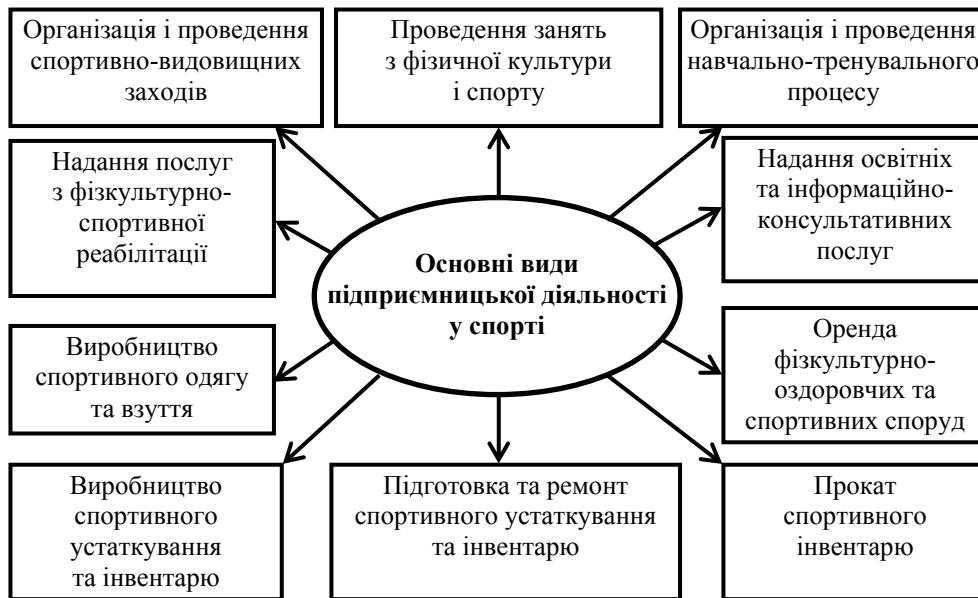 Організація і проведення
спортивно-видовищних
заходів
Проведення занять
з фізичної культури
і спорту
Організація і проведення
навчально-тренувального
процесу
Надання послуг
з фізкультурно-
спортивної
реабілітації
Надання освітніх
та інформаційно-
консультативних
послуг
Основні види
підприємницької діяльності
у спорті
Виробництво
спортивного одягу
та взуття
Оренда
фізкультурно-
оздоровчих та
спортивних споруд
Виробництво
спортивного
устаткування
та інвентарю
Підготовка та ремонт
спортивного устаткування
та інвентарю
Прокат
спортивного
інвентарю